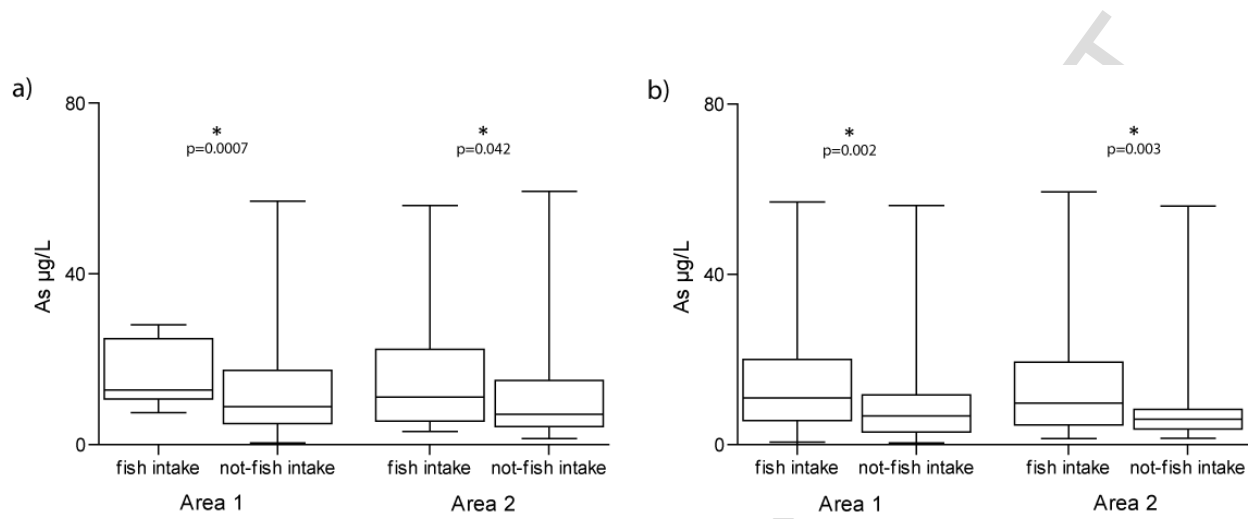 a)
As µg/L
80
40
0
*
p=0.0007
*
p=0.042
fish intake
not-fish intake
fish intake
not-fish intake
Area 1
Area 2
b)
As µg/L
80
40
0
*
p=0.002
*
p=0.003
fish intake
not-fish intake
fish intake
not-fish intake
Area 1
Area 2
T